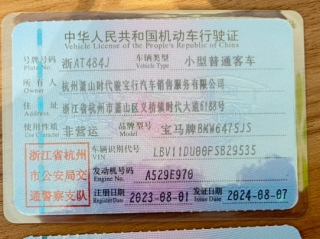 中华人民共和国机动车行驶证
Vehicle License of the People's Republic of China
号牌号码 浙AT484J 车辆类型 小型普通客车
Plate No. Vehicle Type
所有人 杭州萧山时代骏宝行汽车销售服务有限公司
Owner
住址 浙江省杭州市萧山区 时代大道6188号
Address
使用性质 非营运 品牌型号 宝马牌BMW6475JS
Use Character Model
浙江省杭州 车辆识别代号 LBV11DU00PSB29535
VIN
市公安局交 发动机号码 A529E970
Engine No.
通警察支队 注册日期 2023-08-01 发证日期 2024-08-07
Register Date Issue Date